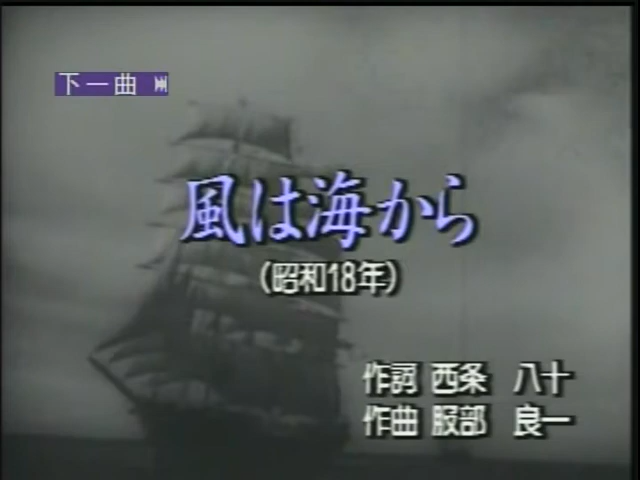 下一曲
風は海から
(昭和18年)
作詞 西条 八十
作曲 服部 良一